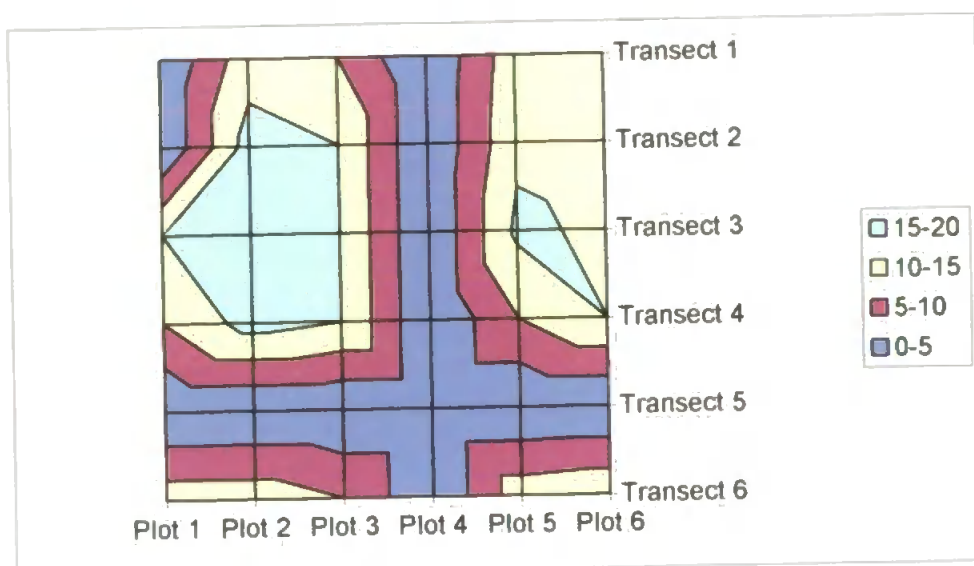 Transect 1
Transect 2
Transect 3
Transect 4
Transect 5
Transect 6
Plot 1 Plot 2 Plot 3 Plot 4 Plot 5 Plot 6
15-20
10-15
5-10
0-5